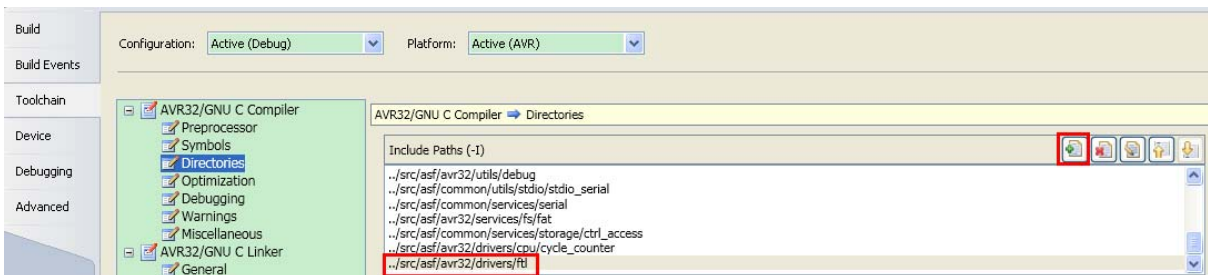 Build
Build Events
Toolchain
Device
Debugging
Advanced
Configuration: Active (Debug) Platform: Active (AVR)
AVR32/GNU C Compiler
Preprocessor
Symbols
Directories
Optimization
Debugging
Warnings
Miscellaneous
AVR32/GNU C Linker
General
AVR32/GNU C Compiler Directories
Include Paths (-I)
../src/asf/avr32/utils/debug
../src/asf/common/utils/stdio/stdio_serial
../src/asf/common/services/serial
../src/asf/avr32/services/fs/fat
../src/asf/common/services/storage/ctrl_access
../src/asf/avr32/drivers/cpu/cycle_counter
../src/asf/avr32/drivers/ftl